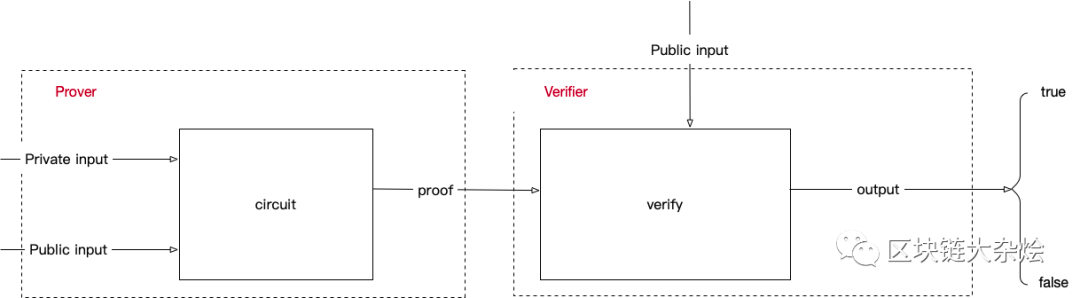 Public input
Prover
Verifier
true
Private input
circuit
proof
verify
output
Public input
区块链大杂烩
false